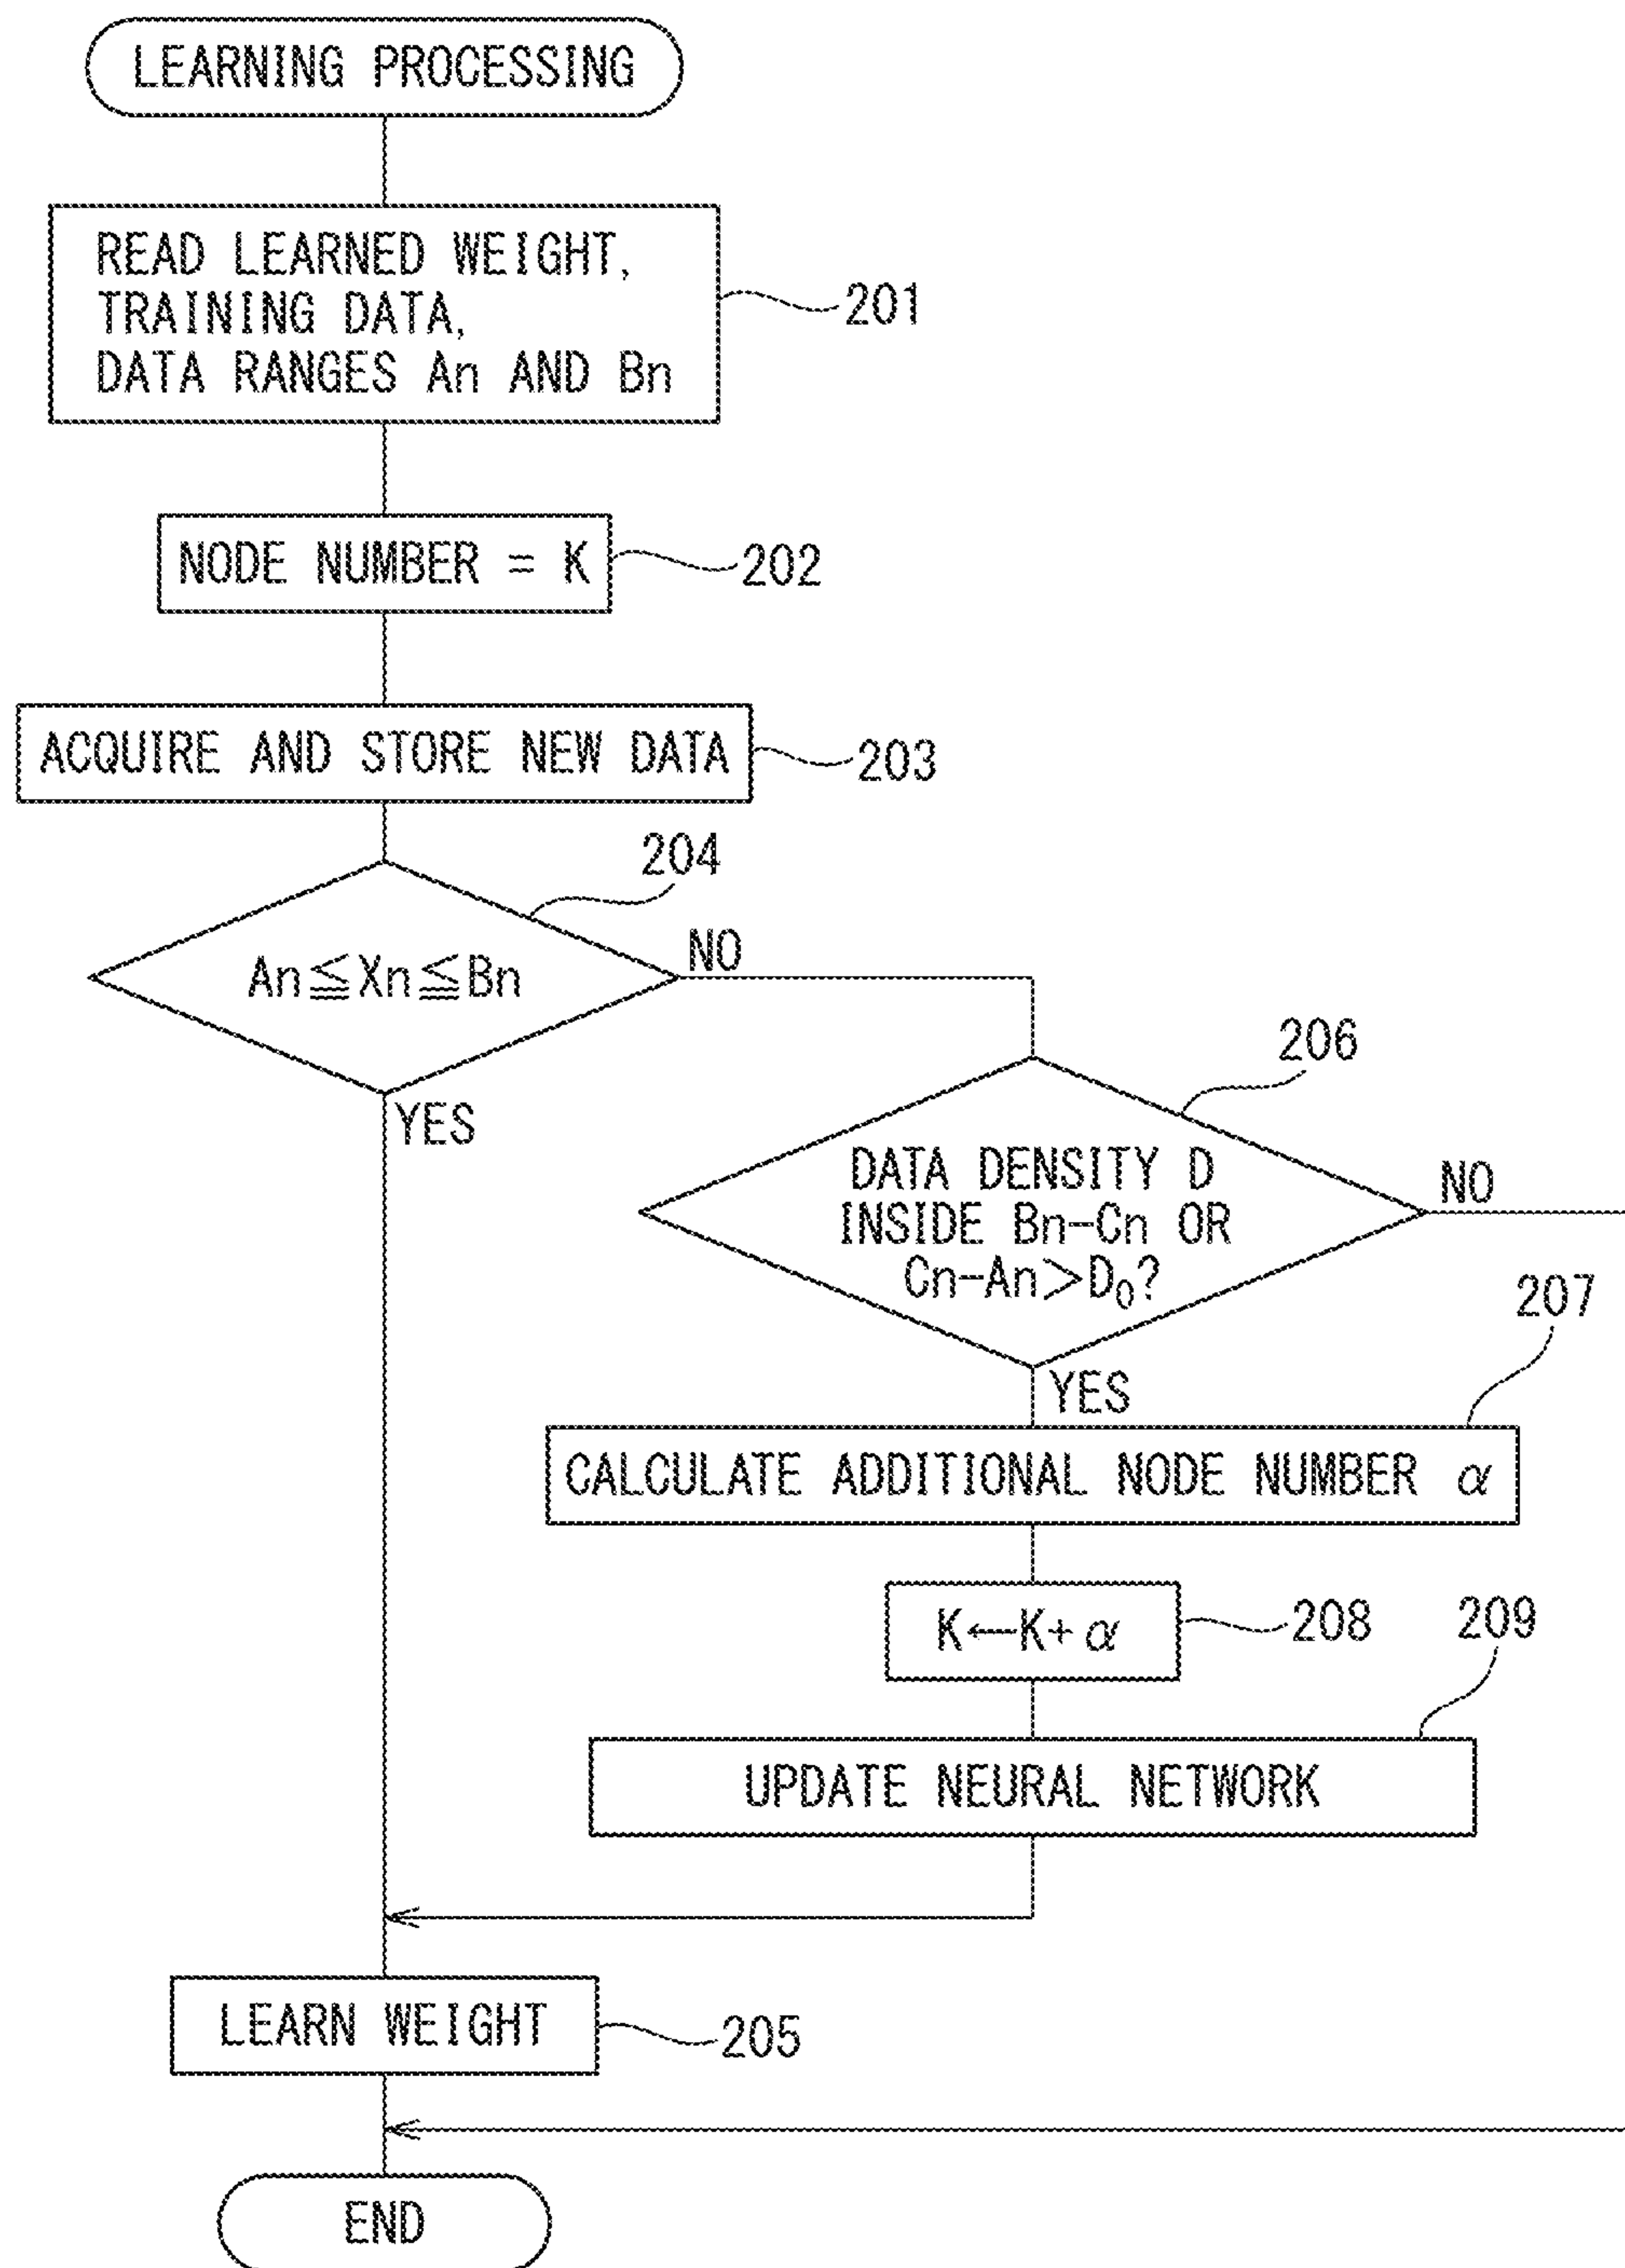 LEARNING PROCESSING
READ LEARNED WEIGHT,
TRAINING DATA,
DATA RANGES An AND Bn
201
NODE NUMBER = K
202
ACQUIRE AND STORE NEW DATA
203
204
An≦Xn≦Bn
NO
YES
206
DATA DENSITY D
INSIDE Bn-Cn OR
Cn-An>D₀?
NO
YES
207
CALCULATE ADDITIONAL NODE NUMBER α
K←K+α
208
209
UPDATE NEURAL NETWORK
LEARN WEIGHT
205
END